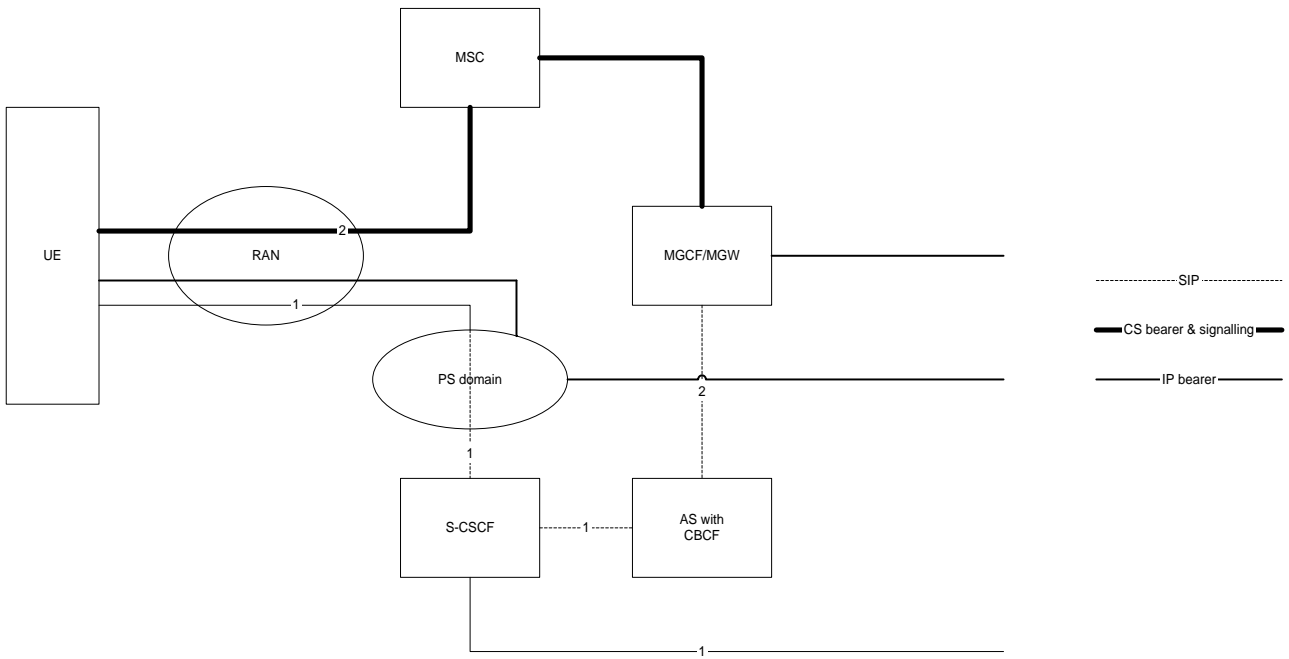 MSC
UE
2
RAN
MGCF/MGW
SIP
1
CS bearer & signalling
PS domain
IP bearer
2
1
S-CSCF
1
AS with
CBCF
1